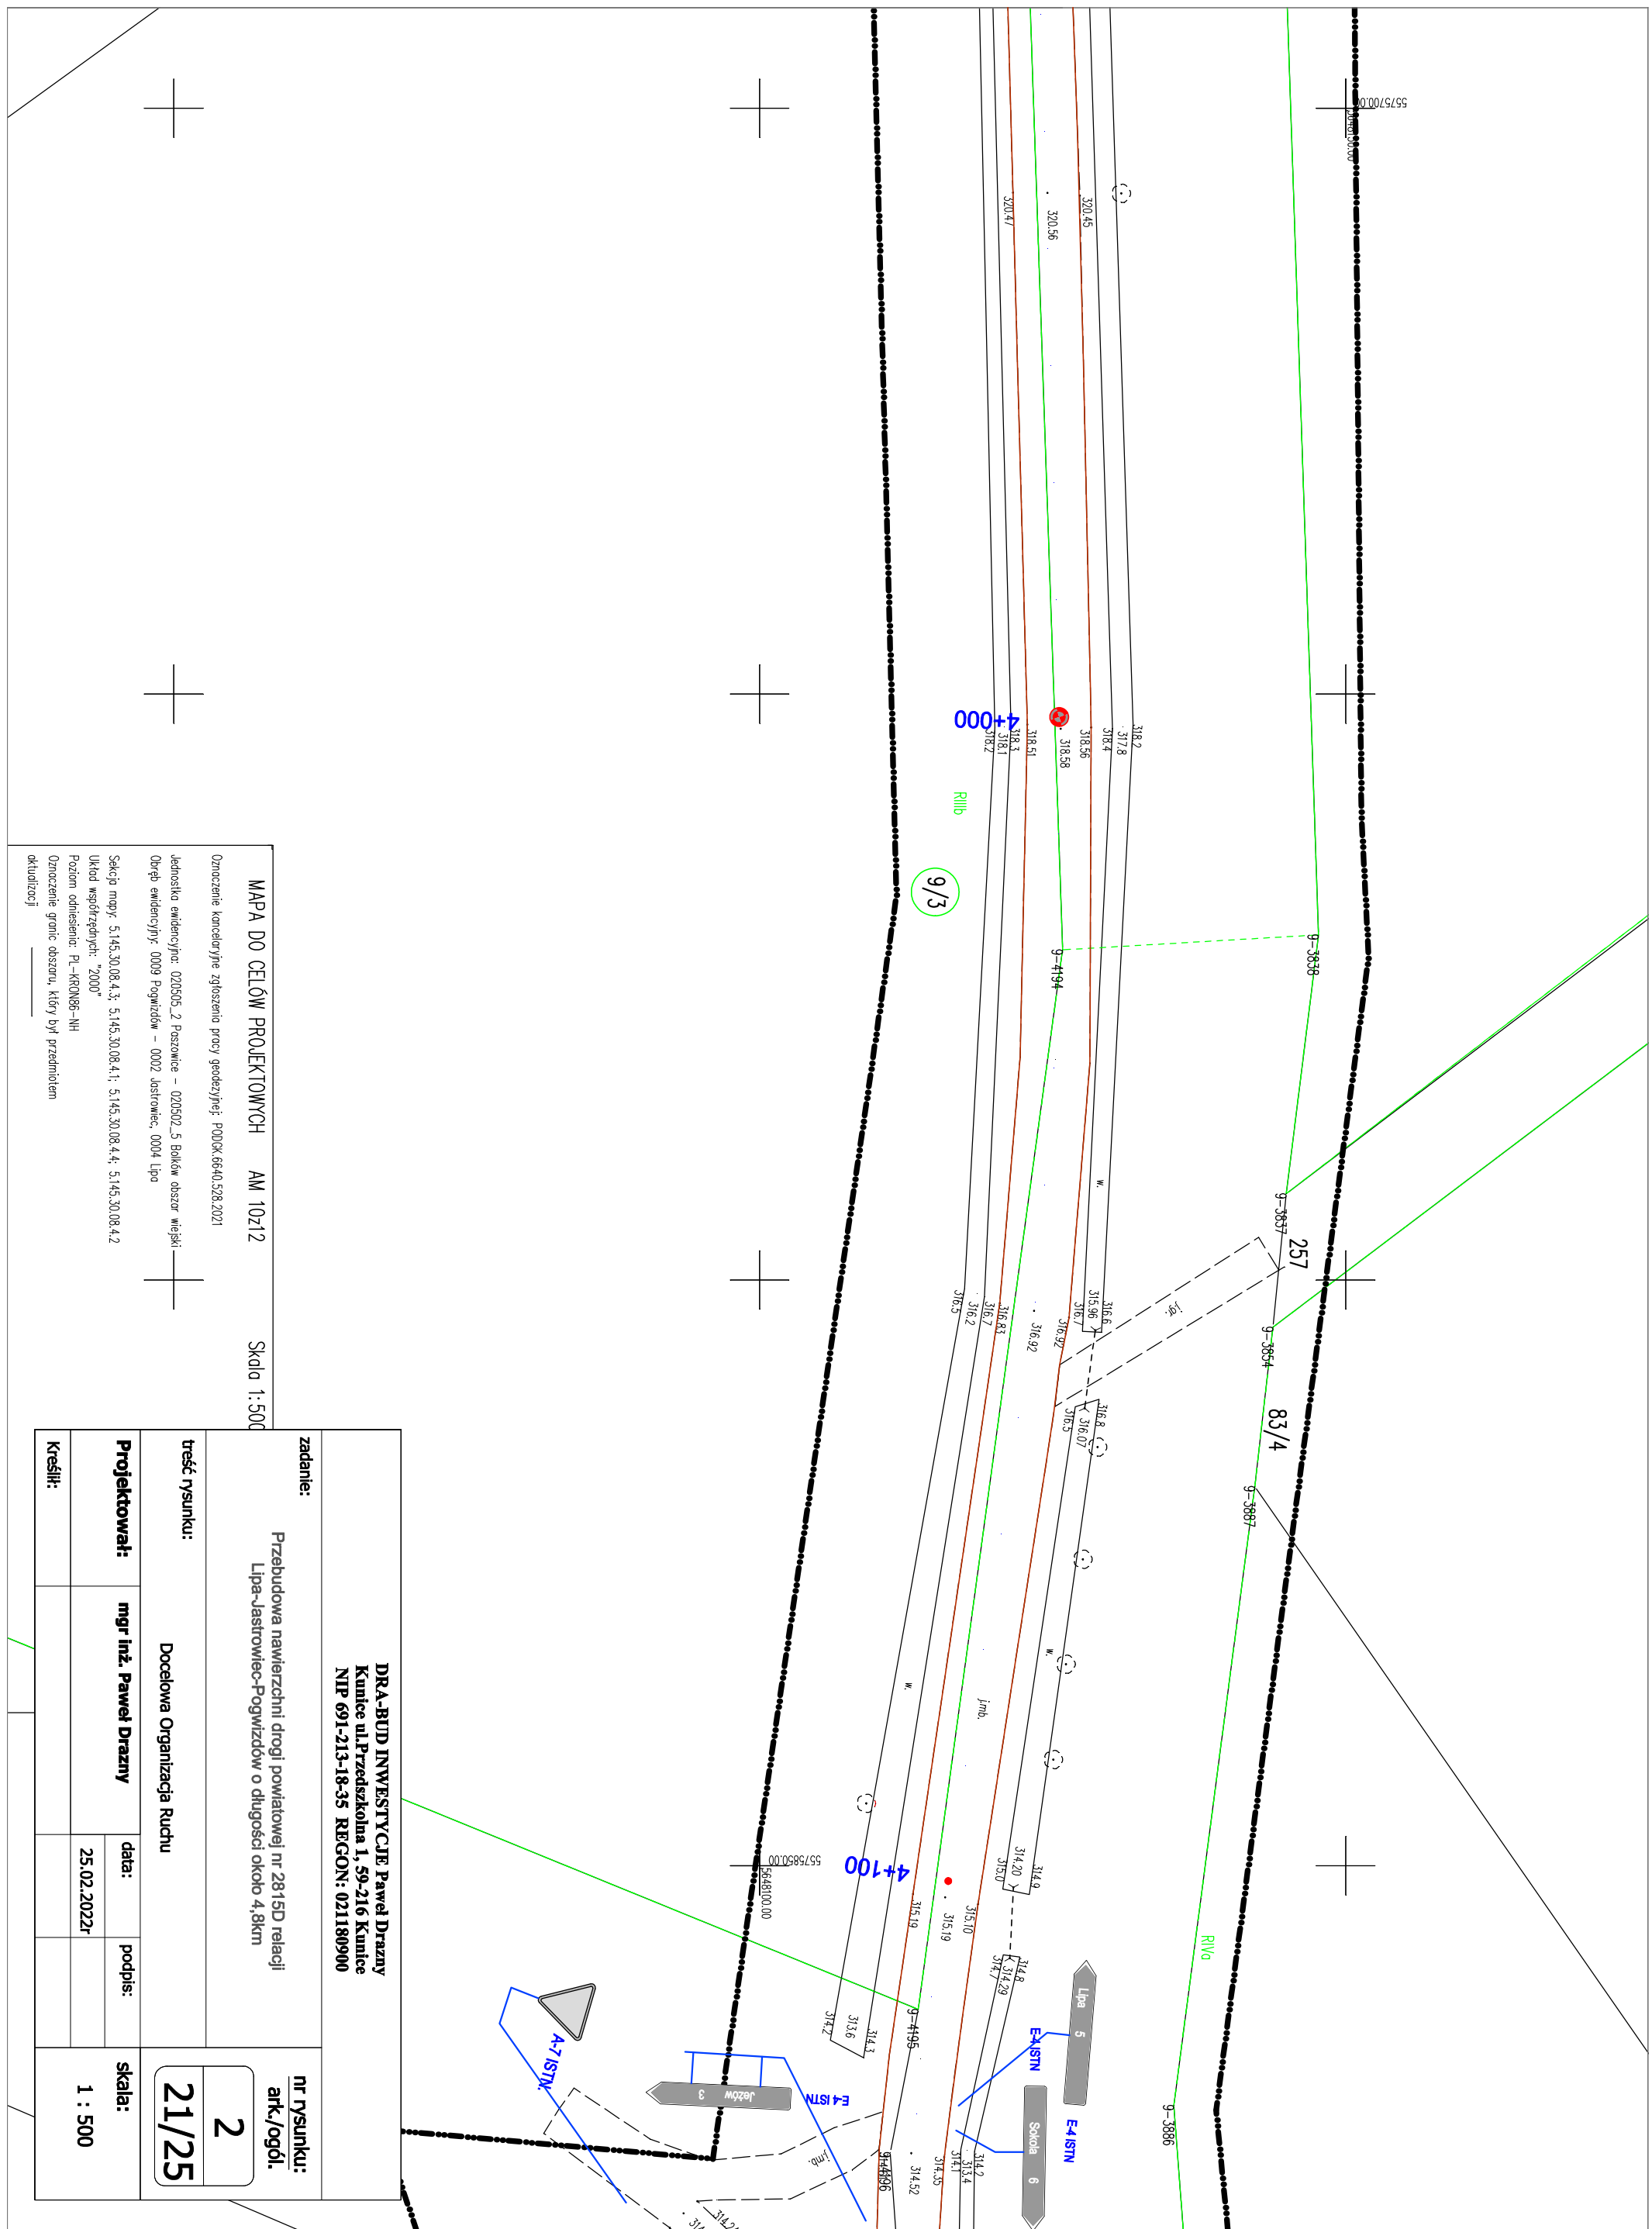 5575700.00
320.47
320.56
320.45
4+000
318.2
318.1
318.3
318.51
318.58
318.56
318.4
317.8
318.2
RIIIb
9/3
9-4194
9-3838
9-3837
257
9-3854
83/4
9-3887
w.
j.gr.
316.5
316.2
316.7
316.83
316.92
316.92
316.7
315.96
316.6
316.5
316.07
316.8
w.
w.
j.mb.
4+100
5575850.00
5648100.00
315.19
315.19
315.10
315.0
314.20
314.9
314.7
314.29
314.8
RIVa
9-4195
9-3886
314.2
313.6
314.3
Lipa 5
E-4 ISTN
Sokola 6
E-4 ISTN
Jeżów 3
E-4 ISTN
A-7 ISTN.
j.mb.
314.52
314.35
314.1
313.4
314.2
MAPA DO CELÓW PROJEKTOWYCH AM 10z12 Skala 1:500
Oznaczenie kancelaryjne zgłoszenia pracy geodezyjnej: PODGK.6640.528.2021
Jednostka ewidencyjna: 020505_2 Paszowice - 020502_5 Bolków obszar wiejski
Obręb ewidencyjny: 0009 Pogwizdów - 0002 Jastrowiec, 0004 Lipa
Sekcja mapy: 5.145.30.08.4.3; 5.145.30.08.4.1; 5.145.30.08.4.4; 5.145.30.08.4.2
Układ współrzędnych: "2000"
Poziom odniesienia: PL-KRON86-NH
Oznaczenie granic obszaru, który był przedmiotem
aktualizacji
DRA-BUD INWESTYCJE Paweł Drazny
Kunice ul.Przedszkolna 1, 59-216 Kunice
NIP 691-213-18-35 REGON: 021180900
zadanie:
Przebudowa nawierzchni drogi powiatowej nr 2815D relacji
Lipa-Jastrowiec-Pogwizdów o długości około 4,8km
nr rysunku:
ark./ogół.
treść rysunku:
Docelowa Organizacja Ruchu
2
21/25
Projektował:
mgr inż. Paweł Drazny
data:
podpis:
skala:
25.02.2022r
1 : 500
Kreślił: